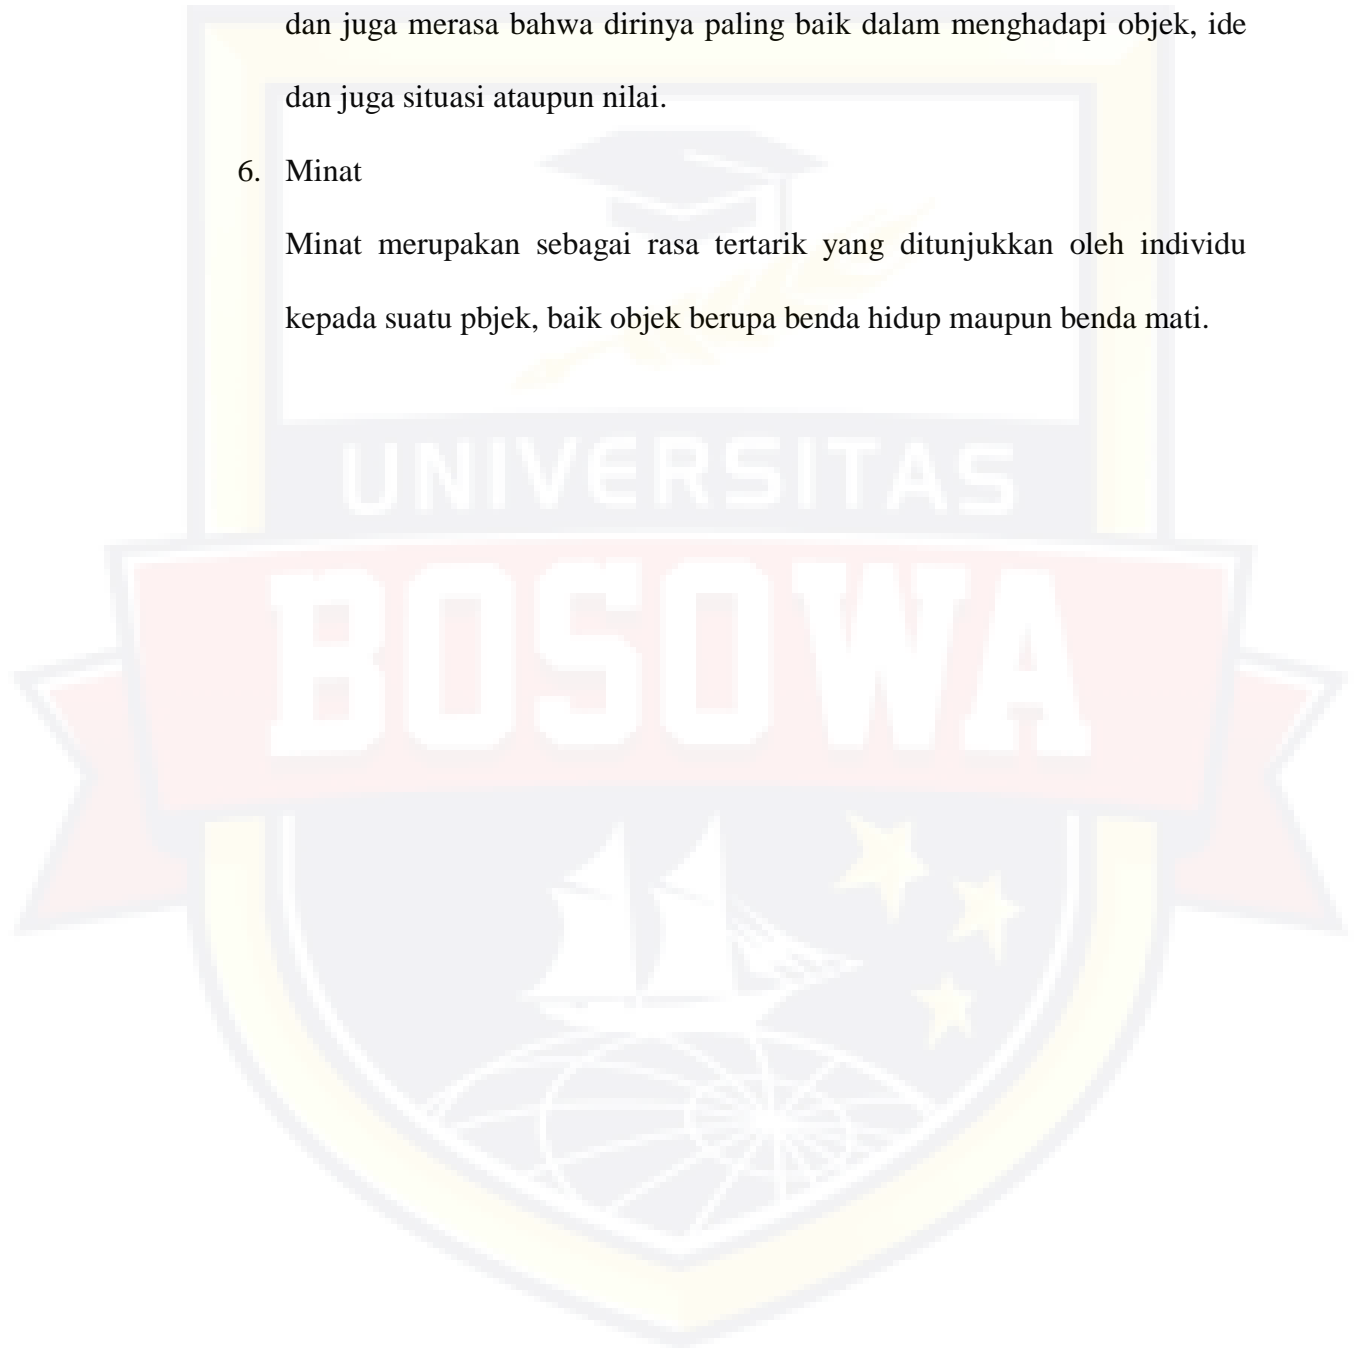 dan juga merasa bahwa dirinya paling baik dalam menghadapi objek, ide
dan juga situasi ataupun nilai.
6. Minat
Minat merupakan sebagai rasa tertarik yang ditunjukkan oleh individu
kepada suatu pbjek, baik objek berupa benda hidup maupun benda mati.
UNIVERSITAS
BOSOWA